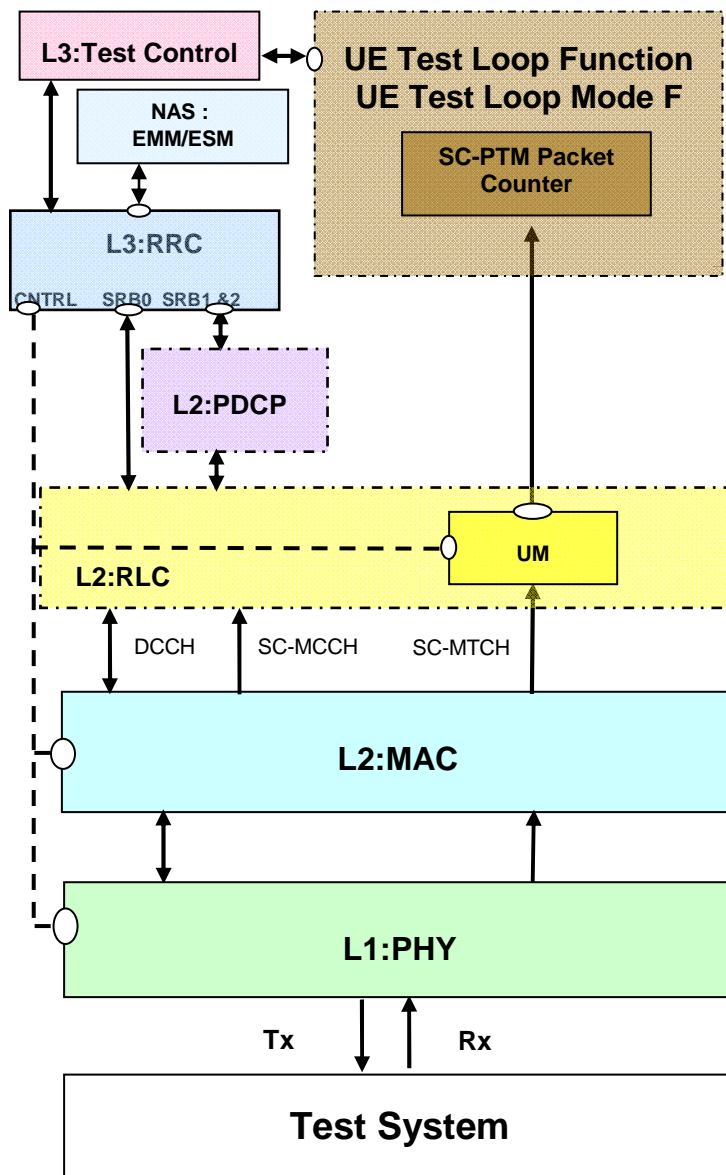 L3:Test Control
UE Test Loop Function
UE Test Loop Mode F
NAS :
EMM/ESM
SC-PTM Packet
Counter
L3:RRC
CNTRL SRB0 SRB1 &2
L2:PDCP
UM
L2:RLC
DCCH SC-MCCH SC-MTCH
L2:MAC
L1:PHY
Tx Rx
Test System